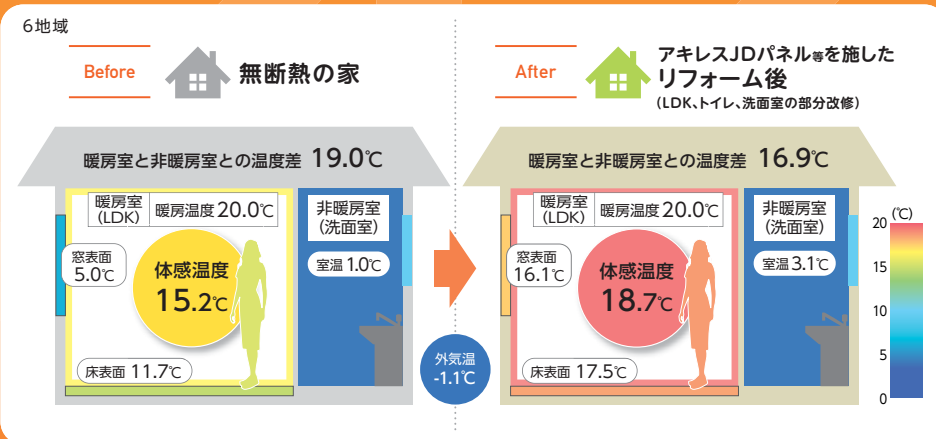 6地域
Before
無断熱の家
暖房室と非暖房室との温度差 19.0℃
暖房室
(LDK)
暖房温度20.0℃
非暖房室
(洗面室)
窓表面
5.0℃
体感温度
15.2℃
室温1.0℃
床表面 11.7℃
外気温
-1.1℃
After
アキレスJDパネル等を施した
リフォーム後
(LDK、トイレ、洗面室の部分改修)
暖房室と非暖房室との温度差 16.9℃
暖房室
(LDK)
暖房温度20.0℃
非暖房室
(洗面室)
窓表面
16.1℃
体感温度
18.7℃
室温3.1℃
床表面 17.5℃
(℃)
20
15
10
5
0